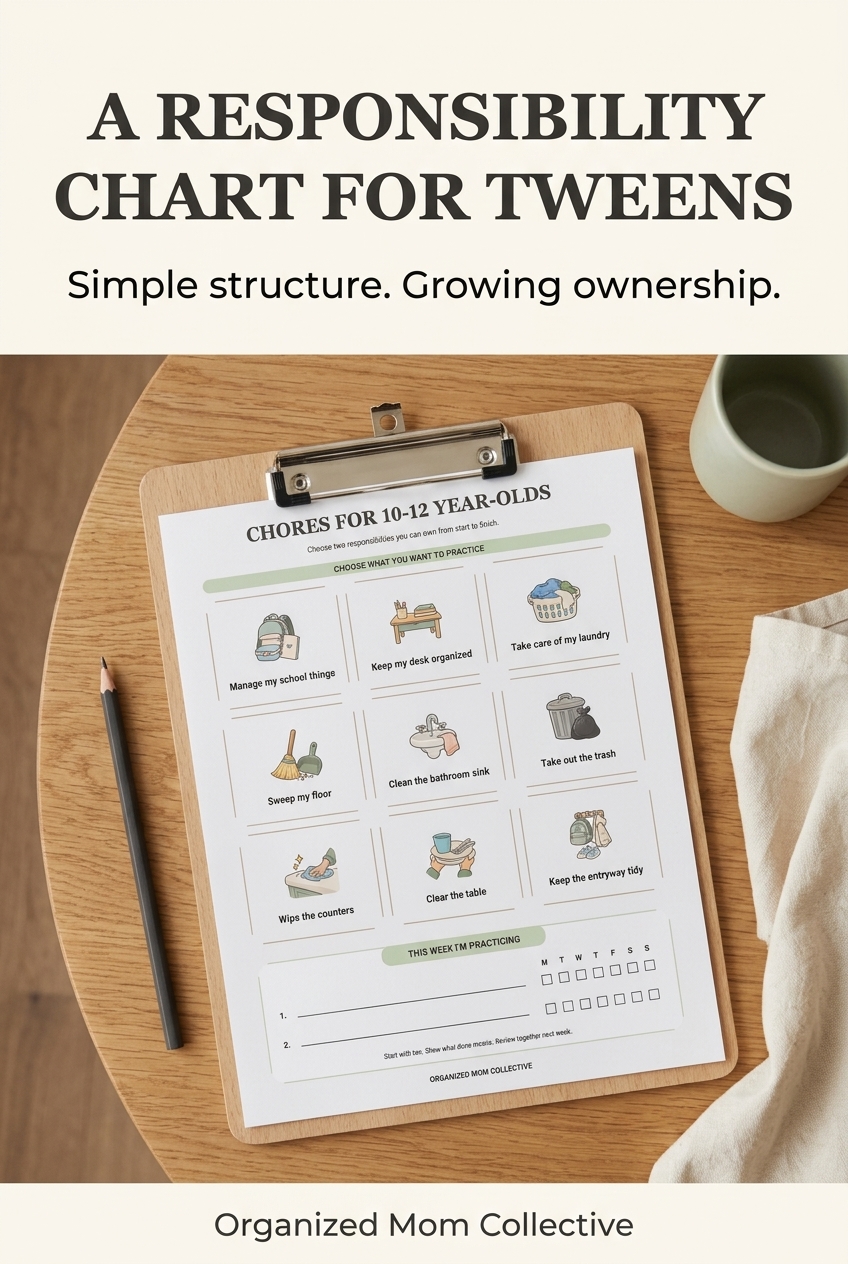 A RESPONSIBILITY
CHART FOR TWEENS
Simple structure. Growing ownership.
CHORES FOR 10-12 YEAR-OLDS
Choose two responsibilities you can own from start to
CHOOSE WHAT YOU WANT TO PRACTICE
Manage my school things
Keep my desk organized
Take care of my laundry
Sweep my floor
Clean the bathroom sink
Take out the trash
Wips the counters
Clear the table
Keep the entryway tidy
THIS WEEK I'M PRACTICING
M T W T F S S
1.
2.
Start with Show what done Review together next week.
ORGANIZED MOM COLLECTIVE
Organized Mom Collective